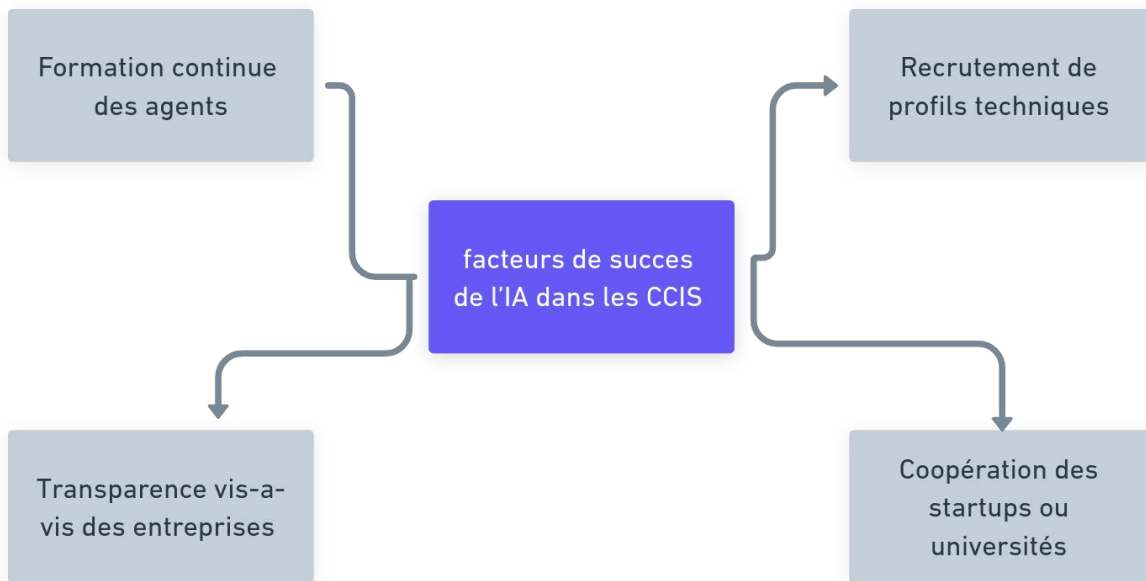 Formation continue
des agents
Recrutement de
profils techniques
facteurs de succes
de l'IA dans les CCIS
Transparence vis-a-
vis des entreprises
Coopération des
startups ou
universités